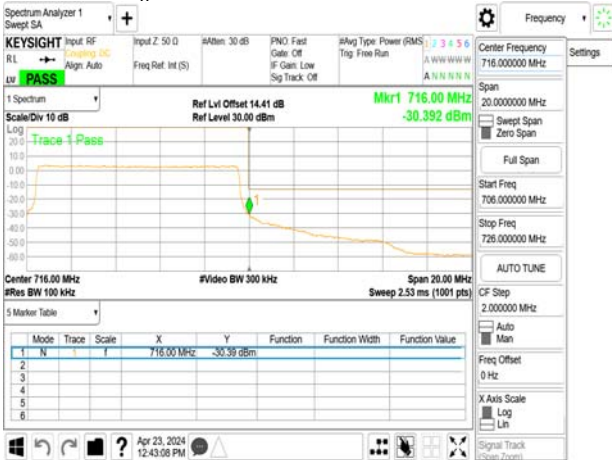 Spectrum Analyzer 1
Swept SA
+
Frequency
Settings
KEYSIGHT
RL
Input: RF
Coupling: DC
Align: Auto
Input Z: 50 Ω
Freq Ref: Int (S)
#Atten: 30 dB
PNO: Fast
Gate: Off
IF Gain: Low
Sig Track: Off
#Avg Type: Power (RMS
Trig: Free Run
1 2 3 4 5 6
A W W W W W
A N N N N N
PASS
1 Spectrum
Scale/Div 10 dB
Ref Lvl Offset 14.41 dB
Ref Level 30.00 dBm
Mkr1 716.00 MHz
-30.392 dBm
Log
Trace 1 Pass
20.0
10.0
0.00
-10.0
-20.0
-30.0
-40.0
-50.0
-60.0
1
Center 716.00 MHz
#Res BW 100 kHz
#Video BW 300 kHz
Span 20.00 MHz
Sweep 2.53 ms (1001 pts)
5 Marker Table
Mode Trace Scale X Y Function Function Width Function Value
1 N 1 f 716.00 MHz -30.39 dBm
2
3
4
5
6
Apr 23, 2024
12:43:08 PM
Center Frequency
716.000000 MHz
Span
20.0000000 MHz
Swept Span
Zero Span
Full Span
Start Freq
706.000000 MHz
Stop Freq
726.000000 MHz
AUTO TUNE
CF Step
2.000000 MHz
Auto
Man
Freq Offset
0 Hz
X Axis Scale
Log
Lin
Signal Track
(Span Zoom)